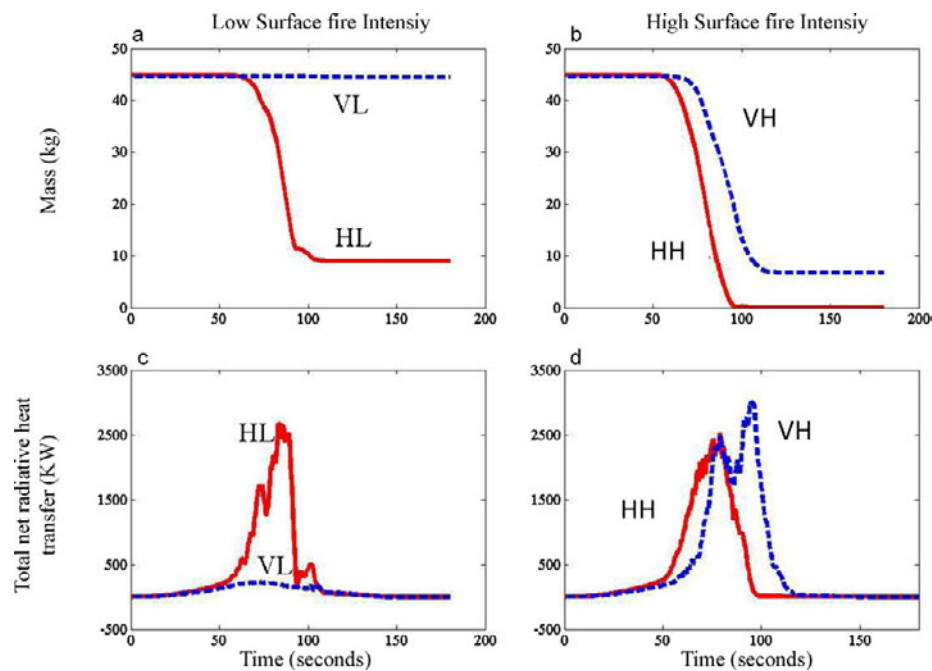 Low Surface fire Intensiy
High Surface fire Intensiy
a
b
50
40
30
20
10
0
0 50 100 150 200
Mass (kg)
VL
HL
50
40
30
20
10
0
0 50 100 150 200
VH
HH
c
d
3500
2500
1500
500
-500
0 50 100 150 200
Total net radiative heat
transfer (KW)
HL
VL
Time (seconds)
3500
2500
1500
500
-500
0 50 100 150
HH
VH
Time (seconds)